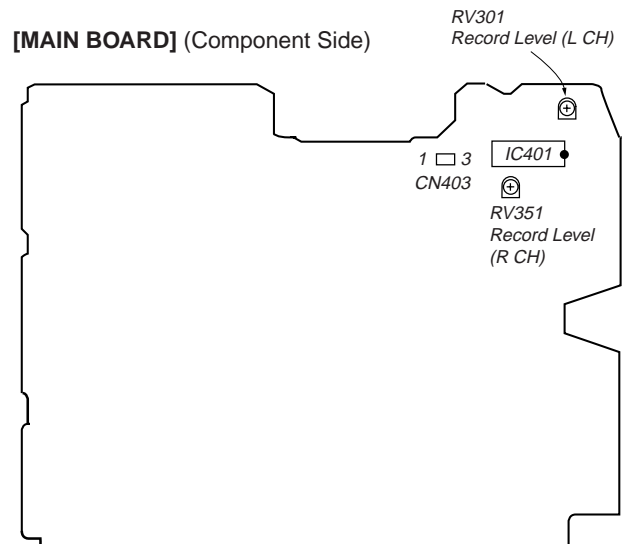 RV301
Record Level (L CH)
[MAIN BOARD] (Component Side)
1 3
IC401
CN403
RV351
Record Level
(R CH)